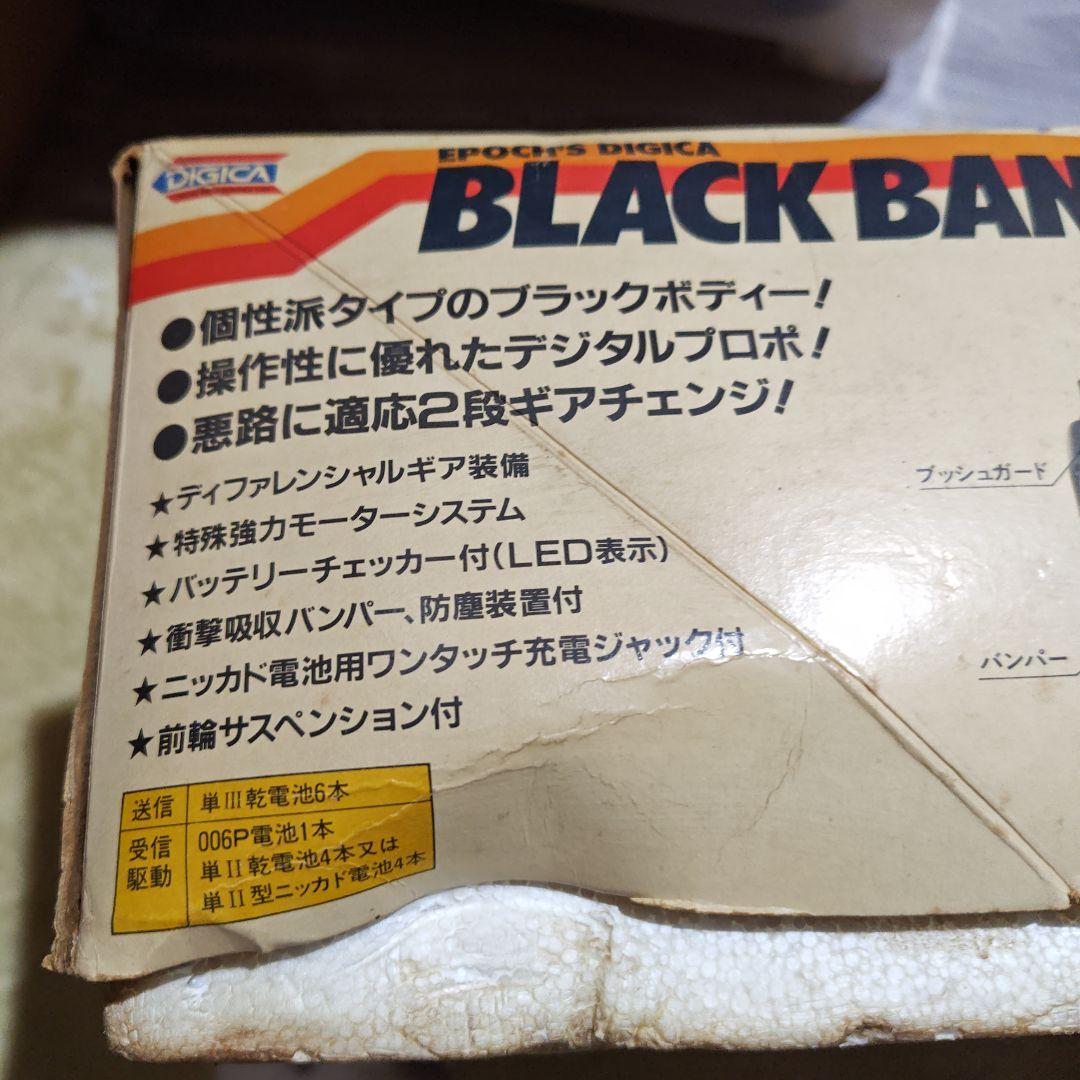 DIGICA
EPOCH'S DIGICA
BLACK BAN
●個性派タイプのブラックボディー!
●操作性に優れたデジタルプロポ!
●悪路に適応2段ギアチェンジ!
★ディファレンシャルギア装備
★特殊強力モーターシステム
★バッテリーチェッカー付(LED表示)
★衝撃吸収バンパー、防塵装置付
★ニッカド電池用ワンタッチ充電ジャック付
★前輪サスペンション付
ブッシュガード
バンパー
送信 単III乾電池6本
受信 006P電池1本
駆動 単II乾電池4本又は
単II型ニッカド電池4本